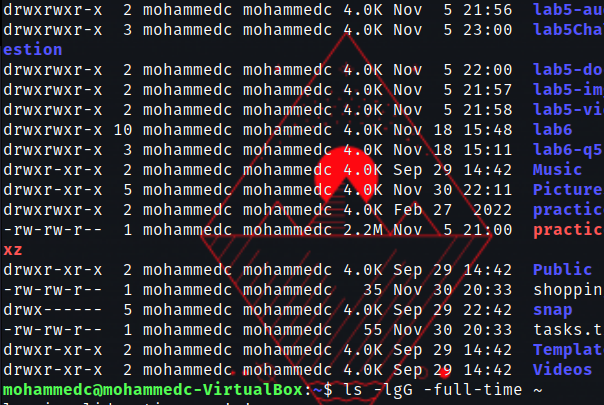 drwxrwxr-x  2 mohammedc mohammedc 4.0K Nov  5 21:56 lab5-au
drwxrwxr-x  3 mohammedc mohammedc 4.0K Nov  5 23:00 lab5Cha
estion
drwxrwxr-x  2 mohammedc mohammedc 4.0K Nov  5 22:00 lab5-do
drwxrwxr-x  2 mohammedc mohammedc 4.0K Nov  5 21:57 lab5-im
drwxrwxr-x  2 mohammedc mohammedc 4.0K Nov  5 21:58 lab5-vi
drwxrwxr-x 10 mohammedc mohammedc 4.0K Nov 18 15:48 lab6
drwxrwxr-x  3 mohammedc mohammedc 4.0K Nov 18 15:11 lab6-q5
drwxr-xr-x  2 mohammedc mohammedc 4.0K Sep 29 14:42 Music
drwxr-xr-x  5 mohammedc mohammedc 4.0K Nov 30 22:11 Picture
drwxrwxr-x  2 mohammedc mohammedc 4.0K Feb 27  2022 practic
-rw-rw-r--  1 mohammedc mohammedc 2.2M Nov  5 21:00 practic
xz
drwxr-xr-x  2 mohammedc mohammedc 4.0K Sep 29 14:42 Public
-rw-rw-r--  1 mohammedc mohammedc   35 Nov 30 20:33 shoppin
drwx------  5 mohammedc mohammedc 4.0K Sep 29 22:42 snap
-rw-rw-r--  1 mohammedc mohammedc   55 Nov 30 20:33 tasks.t
drwxr-xr-x  2 mohammedc mohammedc 4.0K Sep 29 14:42 Templat
drwxr-xr-x  2 mohammedc mohammedc 4.0K Sep 29 14:42 Videos
mohammedc@mohammedc-VirtualBox:~$ ls -lgG -full-time ~